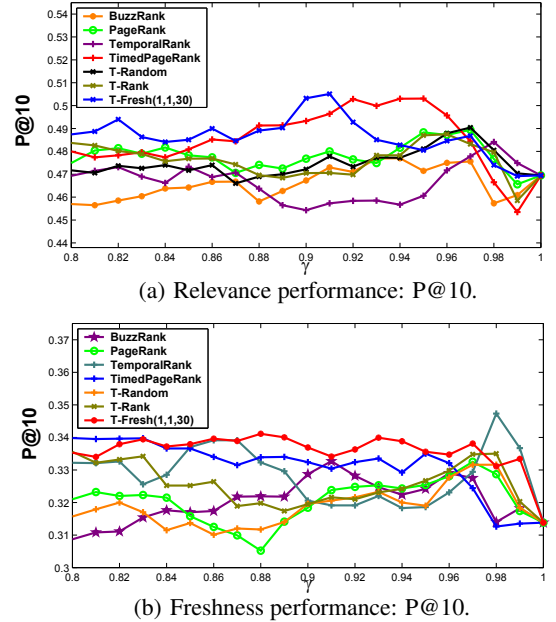 BuzzRank
PageRank
TemporalRank
TimedPageRank
T-Random
T-Rank
T-Fresh(1,1,30)
P@10
0.54
0.53
0.52
0.51
0.5
0.49
0.48
0.47
0.46
0.45
0.44
0.8 0.82 0.84 0.86 0.88 0.9 0.92 0.94 0.96 0.98 1
γ
(a) Relevance performance: P@10.
BuzzRank
PageRank
TemporalRank
TimedPageRank
T-Random
T-Rank
T-Fresh(1,1,30)
P@10
0.37
0.36
0.35
0.34
0.33
0.32
0.31
0.3
0.8 0.82 0.84 0.86 0.88 0.9 0.92 0.94 0.96 0.98 1
γ
(b) Freshness performance: P@10.